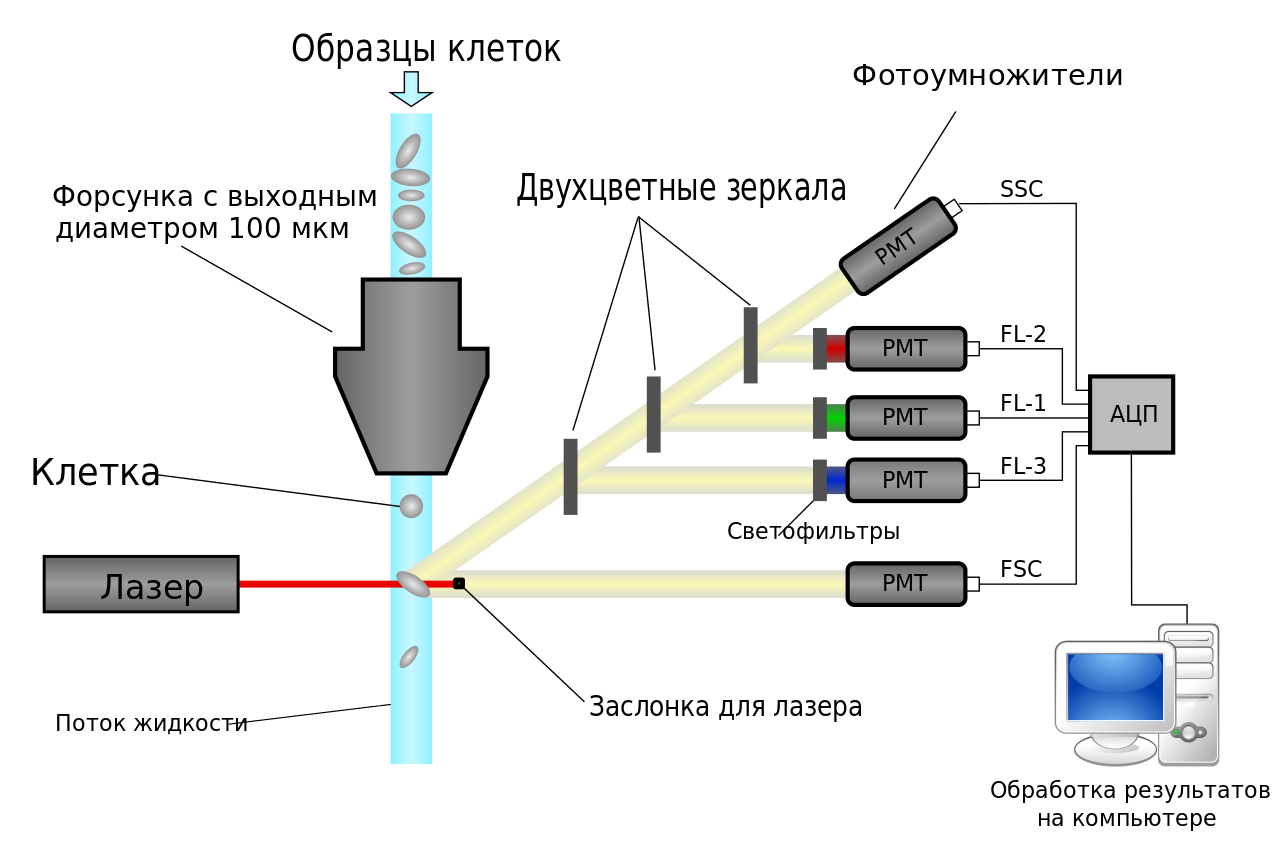 Образцы клеток
Фотоумножители
Форсунка с выходным
диаметром 100 мкм
Двухцветные зеркала
SSC
PMT
FL-2
PMT
FL-1
PMT
АЦП
Клетка
FL-3
PMT
Светофильтры
Лазер
FSC
PMT
Заслонка для лазера
Поток жидкости
Обработка результатов
на компьютере